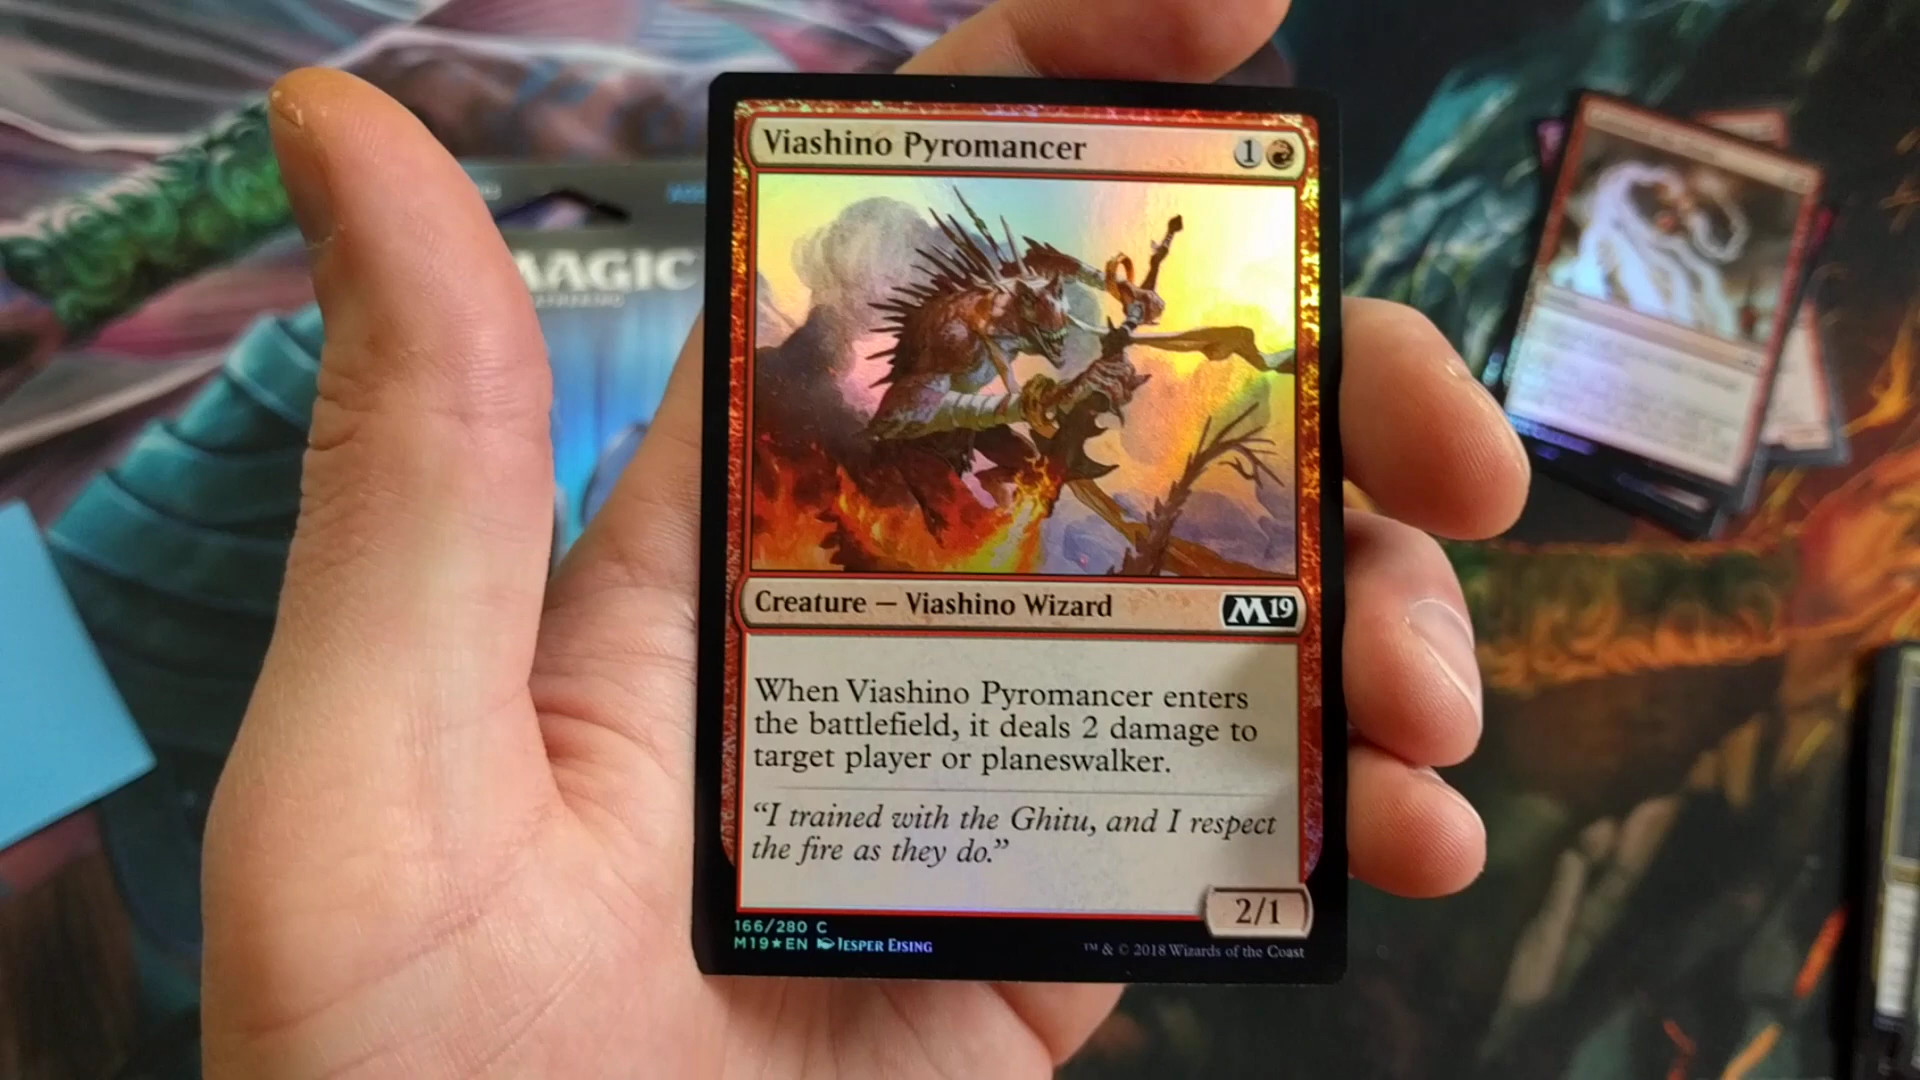 MAGIC
Viashino Pyromancer 1
Creature — Viashino Wizard M19
When Viashino Pyromancer enters
the battlefield, it deals 2 damage to
target player or planeswalker.
“I trained with the Ghitu, and I respect
the fire as they do.”
2/1
166/280 C
M19★EN Jesper Ejsing
™ & © 2018 Wizards of the Coast